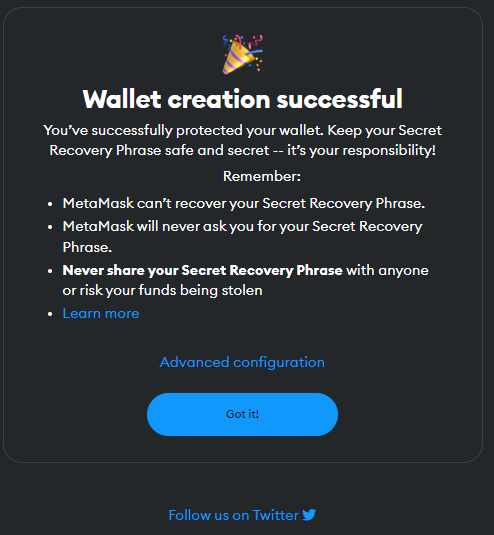 Wallet creation successful
You’ve successfully protected your wallet. Keep your Secret
Recovery Phrase safe and secret -- it’s your responsibility!
Remember:
• MetaMask can’t recover your Secret Recovery Phrase.
• MetaMask will never ask you for your Secret Recovery
Phrase.
• Never share your Secret Recovery Phrase with anyone
or risk your funds being stolen
• Learn more
Advanced configuration
Got it!
Follow us on Twitter